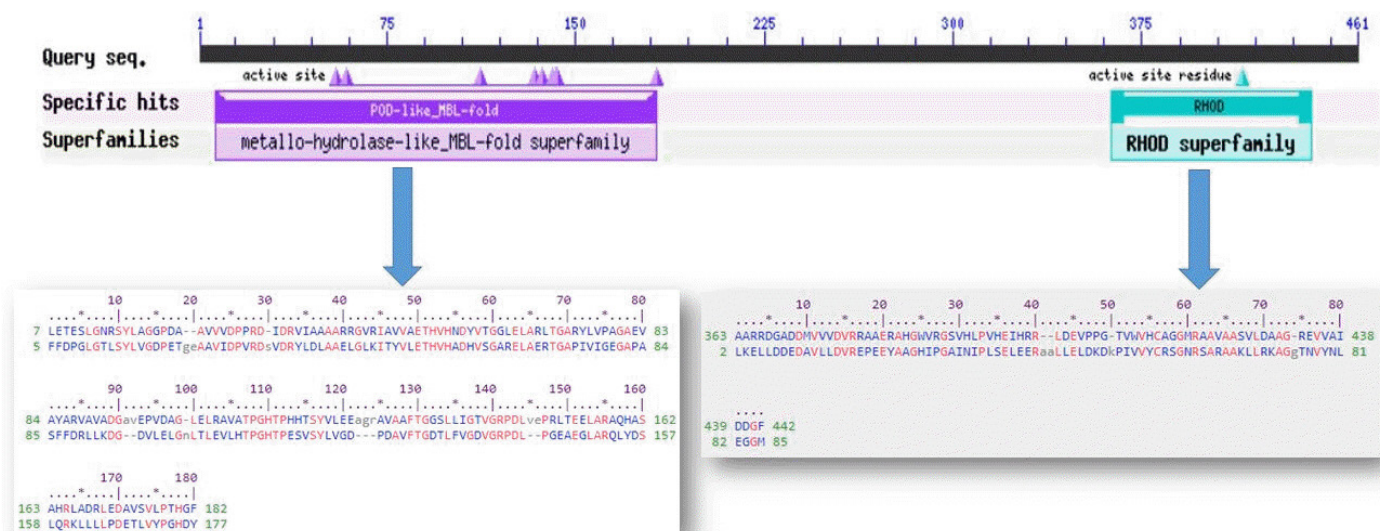 1 75 150 225 300 375 461
Query seq.
active site active site residue
Specific hits POD-like_MBL-fold RHOD
Superfamilies metallo-hydrolase-like_MBL-fold superfamily RHOD superfamily
10 20 30 40 50 60 70 80
....*....|....*....|....*....|....*....|....*....|....*....|....*....|....*....|
7 LETESLGNRSYLAGGPDA--AVVVDPPRD-IDRVIAAAARRGVRIAVVAETHVHNDYVTGGLELARLTGARYLVPAGAEV 83
5 FFDPGLGTLSYLVGDPETgeAAVIDPVRDsVDRYLDLAAELGLKITYVLETHVHADHVSGARELAERTGAPIVIGEGAPA 84
90 100 110 120 130 140 150 160
....*....|....*....|....*....|....*....|....*....|....*....|....*....|....*....|
84 AYARVAVADGavEPVDAG-LELRAVATPGHTPHHTSYVLEEagrAVAAFTGGSLLIGTVGRPDLvePRLTEELARAQHAS 162
85 SFFDRLLKDG--DVLELGnLTLEVLHTPGHTPESVSYLVGD---PDAVFTGDTLFVGDVGRPDL--PGEAEGLARQLYDS 157
170 180
....*....|....*....|
163 AHRLADRLEDAVSVLPTHGF 182
158 LQRKLLLLPDETLVYPGHDY 177
10 20 30 40 50 60 70 80
....*....|....*....|....*....|....*....|....*....|....*....|....*....|....*....|
363 AARRDGADDMVVVDVRRAAERAHGWVRGSVHLPVHEIHRR--LDEVPPG-TVWVHCAGGMRAAVAASVLDAAG-REVVAI 438
2 LKELLDDEDAVLLDVREPEEYAAGHIPGAINIPLSELEERaaLLELDKDkPIVVYCRSGNRSARAAKLLRKAGgTNVYNL 81
....
439 DDGF 442
82 EGGM 85